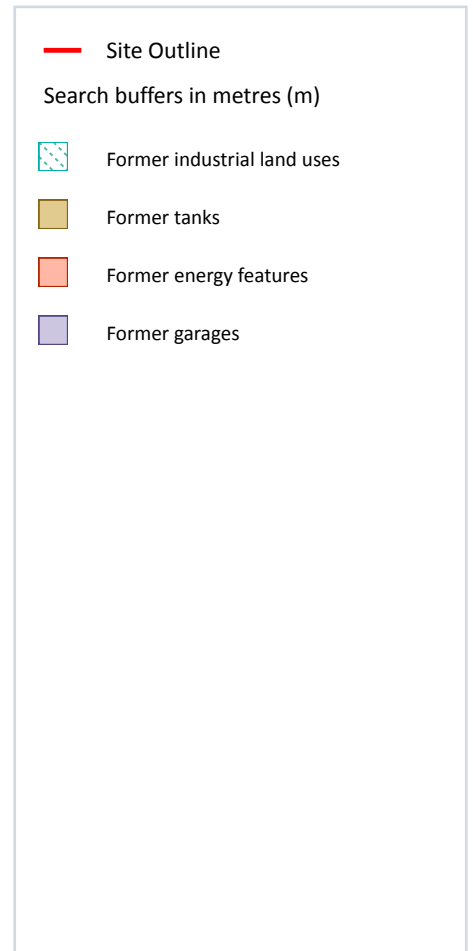 Site Outline
Search buffers in metres (m)
Former industrial land uses
Former tanks
Former energy features
Former garages